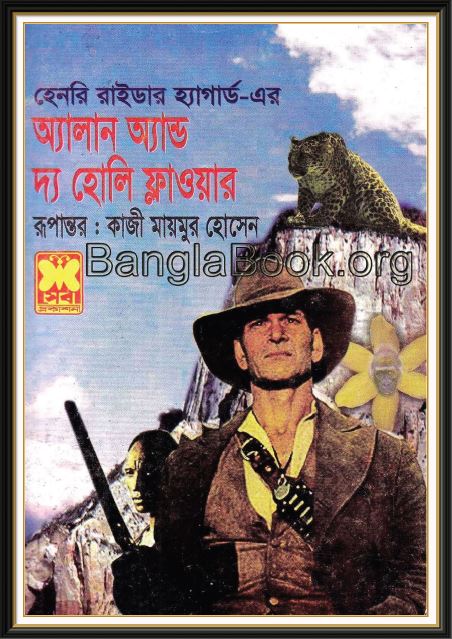 হেনরি রাইডার হ্যাগার্ড-এর
অ্যালান অ্যান্ড
দ্য হোলি ফ্লাওয়ার
রূপান্তর : কাজী মায়মুর হোসেন
BanglaBook.org
সেবা
প্রকাশনী